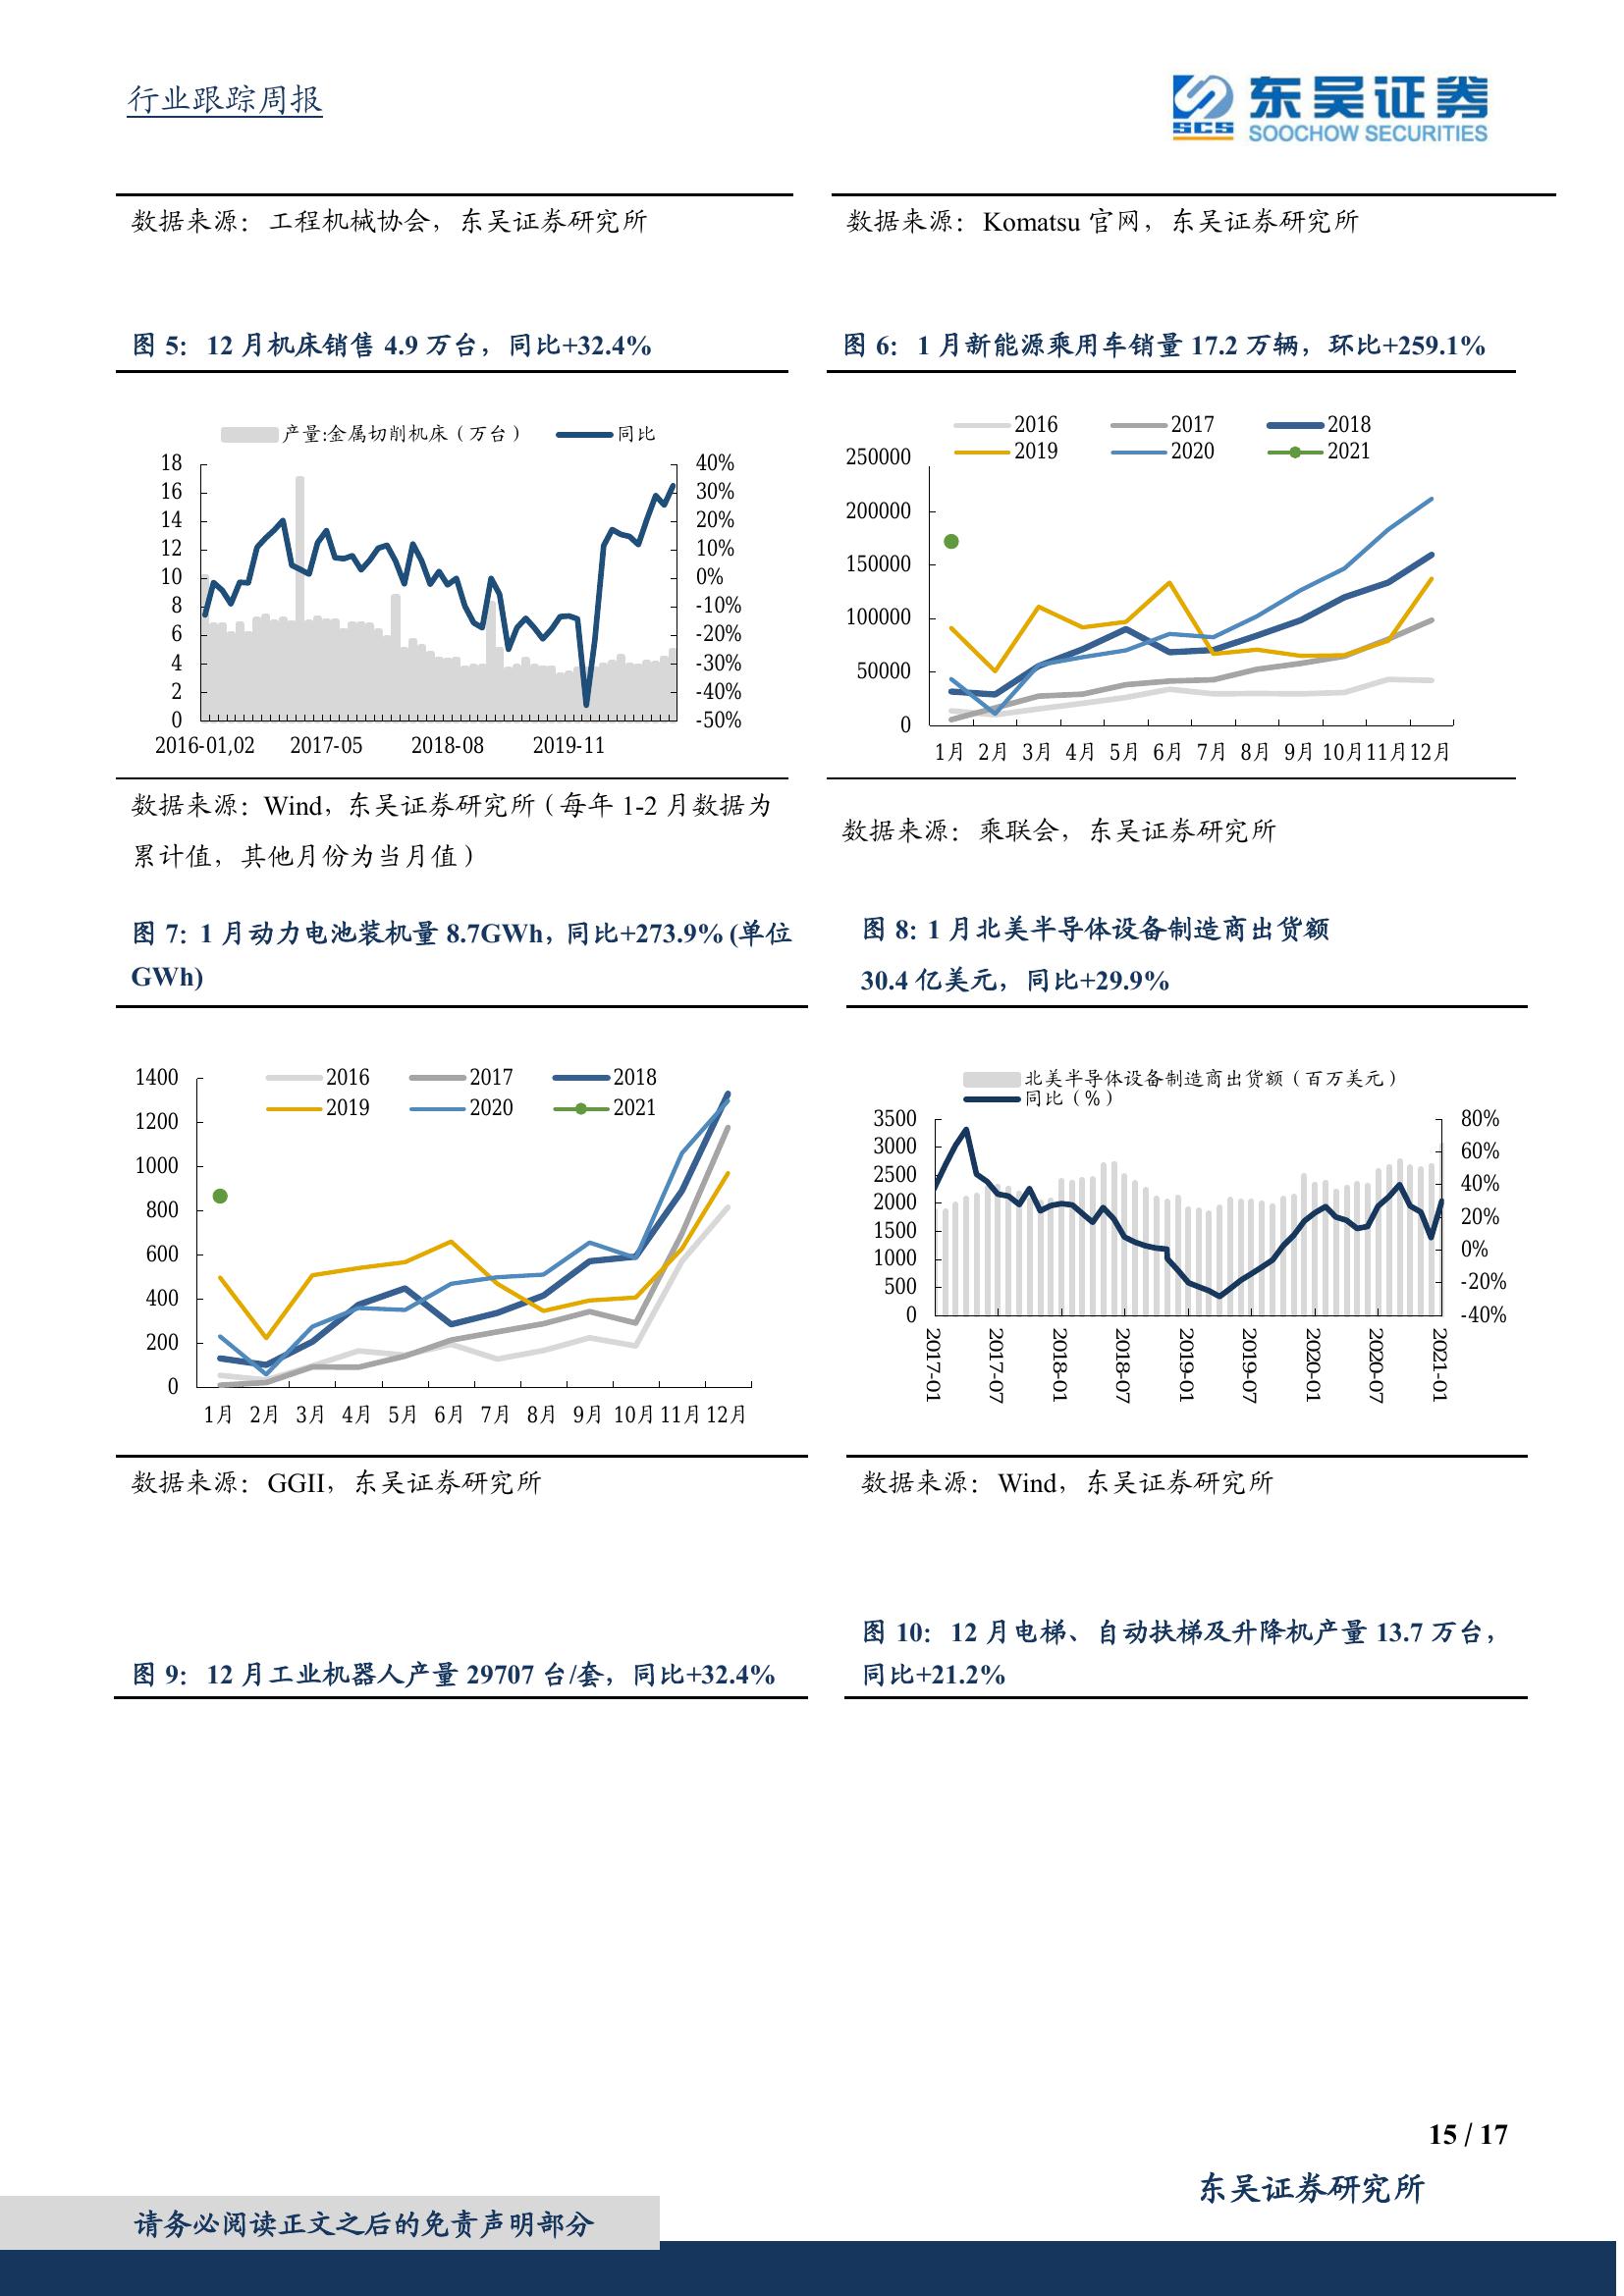 行业跟踪周报
SCS
东吴证券
SOOCHOW SECURITIES
数据来源：工程机械协会，东吴证券研究所
数据来源：Komatsu 官网，东吴证券研究所
图 5：12 月机床销售 4.9 万台，同比+32.4%
图 6：1 月新能源乘用车销量 17.2 万辆，环比+259.1%
产量:金属切削机床（万台） 同比
18
16
14
12
10
8
6
4
2
0
40%
30%
20%
10%
0%
-10%
-20%
-30%
-40%
-50%
2016-01,02 2017-05 2018-08 2019-11
2016 2017 2018
2019 2020 2021
250000
200000
150000
100000
50000
0
1月 2月 3月 4月 5月 6月 7月 8月 9月 10月 11月 12月
数据来源：Wind，东吴证券研究所（每年 1-2 月数据为
累计值，其他月份为当月值）
数据来源：乘联会，东吴证券研究所
图 7：1 月动力电池装机量 8.7GWh，同比+273.9% (单位
GWh)
图 8: 1 月北美半导体设备制造商出货额
30.4 亿美元，同比+29.9%
2016 2017 2018
2019 2020 2021
1400
1200
1000
800
600
400
200
0
1月 2月 3月 4月 5月 6月 7月 8月 9月 10月 11月 12月
北美半导体设备制造商出货额（百万美元）
同比（%）
3500
3000
2500
2000
1500
1000
500
0
80%
60%
40%
20%
0%
-20%
-40%
2017-01 2017-07 2018-01 2018-07 2019-01 2019-07 2020-01 2020-07 2021-01
数据来源：GGII，东吴证券研究所
数据来源：Wind，东吴证券研究所
图 9：12 月工业机器人产量 29707 台/套，同比+32.4%
图 10：12 月电梯、自动扶梯及升降机产量 13.7 万台，
同比+21.2%
15 / 17
东吴证券研究所
请务必阅读正文之后的免责声明部分